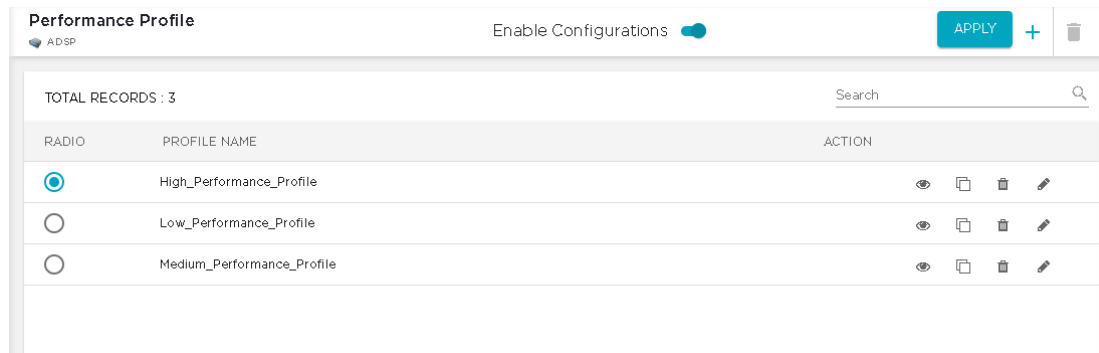 Performance Profile
ADSP
Enable Configurations
APPLY
TOTAL RECORDS : 3
Search
RADIO PROFILE NAME ACTION
High_Performance_Profile
Low_Performance_Profile
Medium_Performance_Profile